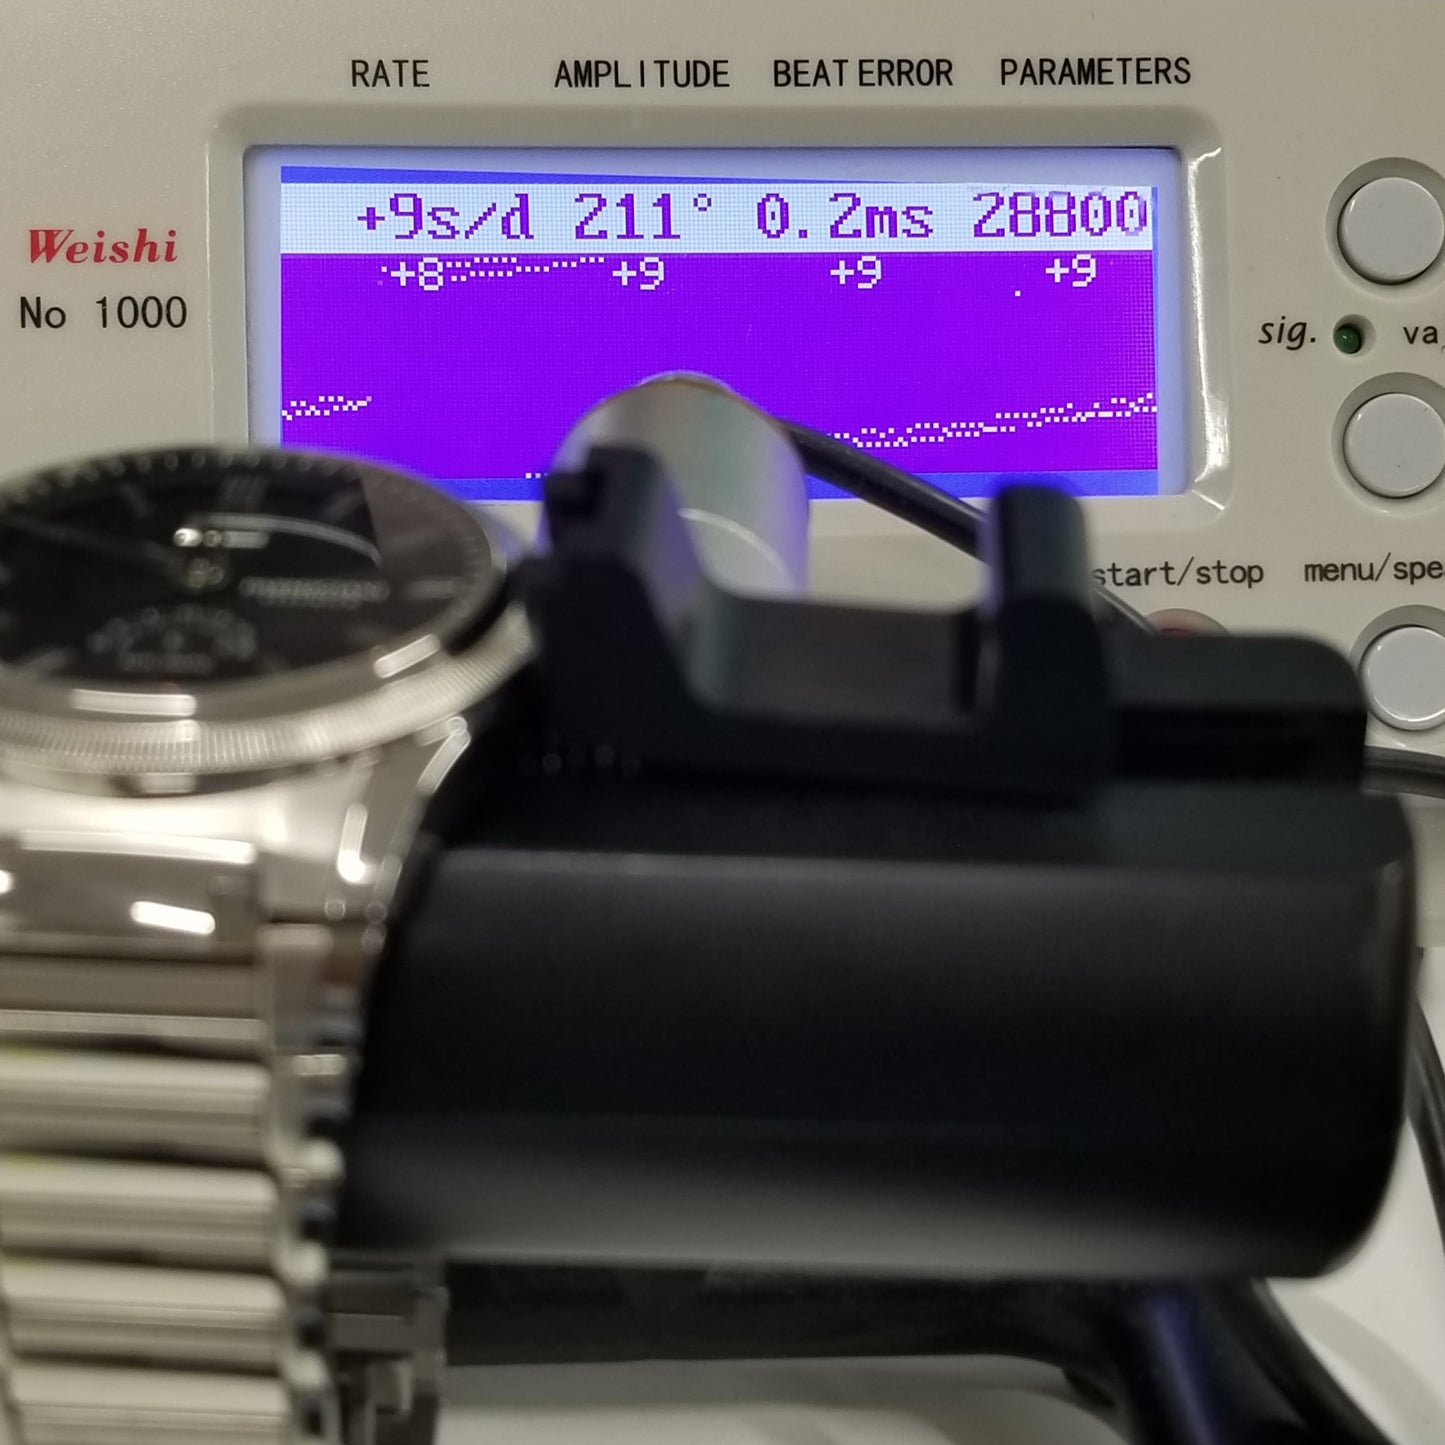 RATE AMPLITUDE BEAT ERROR PARAMETERS
+9s/d 211° 0.2ms 28800
+8 +9 +9 +9
Weishi
No 1000
sig.
start/stop